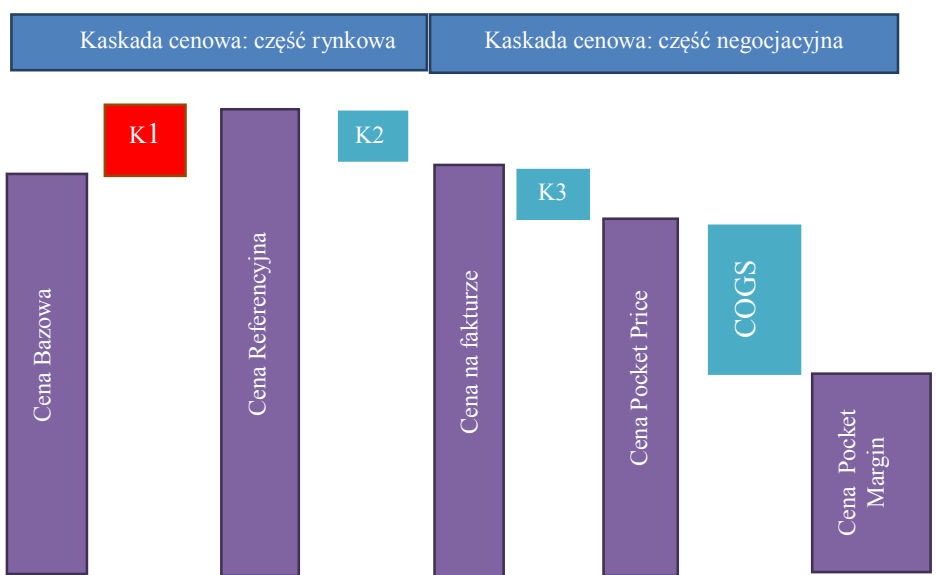 Kaskada cenowa: część rynkowa
Kaskada cenowa: część negocjacyjna
K1
K2
K3
Cena Bazowa
Cena Referencyjna
Cena na fakturze
Cena Pocket Price
COGS
Cena Pocket
Margin